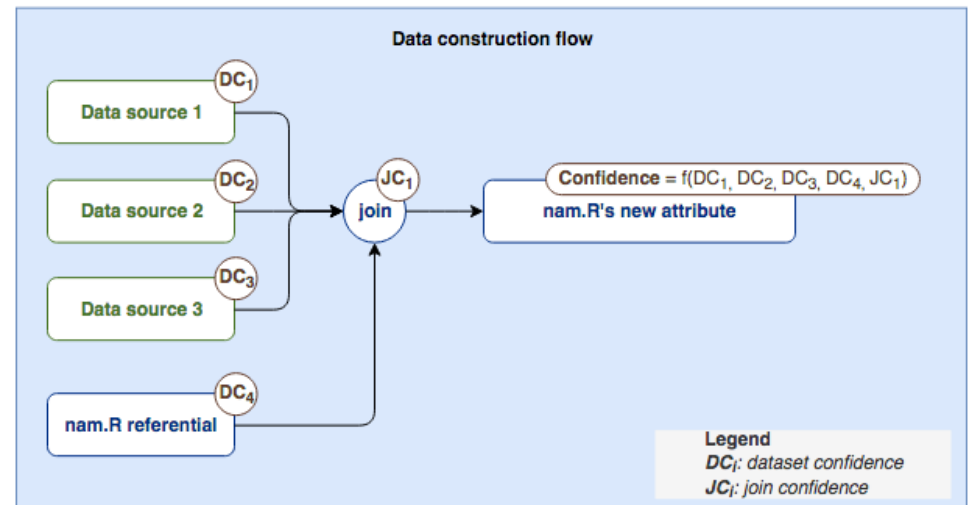 Data construction flow
DC₁
Data source 1
DC₂
Data source 2
DC₃
Data source 3
DC₄
nam.R referential
JC₁
join
Confidence = f(DC₁, DC₂, DC₃, DC₄, JC₁)
nam.R's new attribute
Legend
DCᵢ: dataset confidence
JCᵢ: join confidence